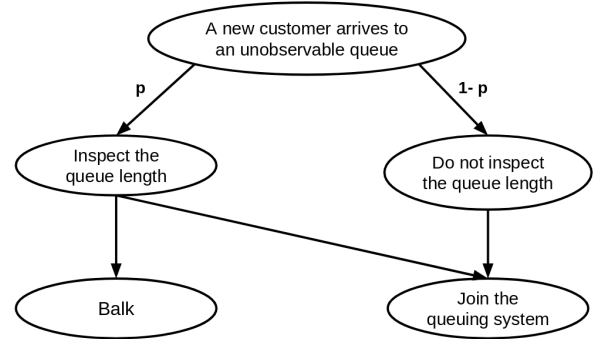 A new customer arrives to
an unobservable queue
p
1- p
Inspect the
queue length
Do not inspect
the queue length
Balk
Join the
queuing system